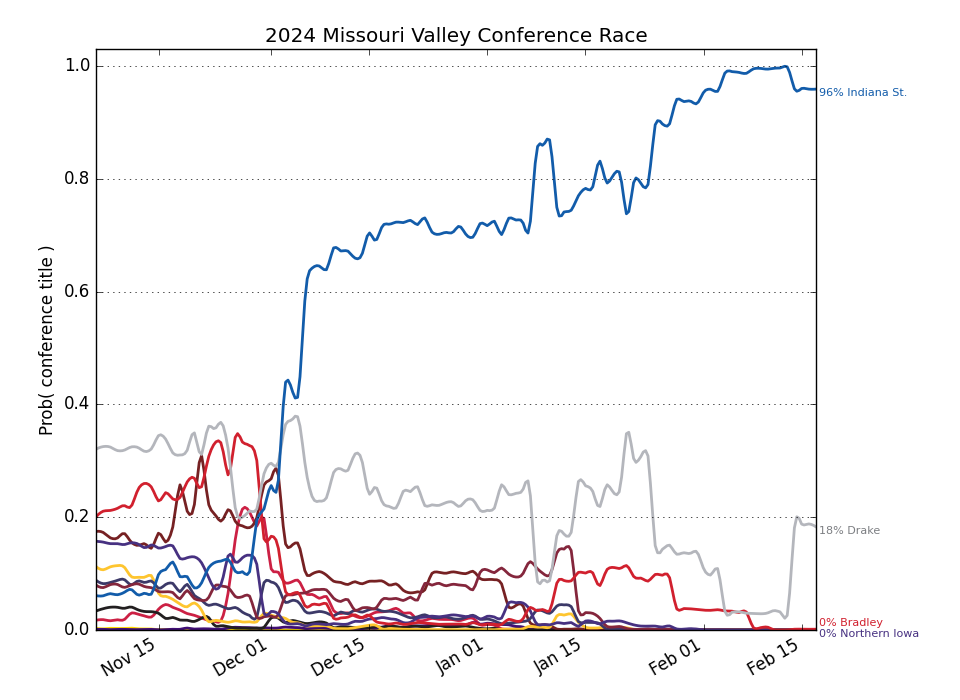 2024 Missouri Valley Conference Race
Prob( conference title )
1.0
0.8
0.6
0.4
0.2
0.0
96% Indiana St.
18% Drake
0% Bradley
0% Northern Iowa
Nov 15
Dec 01
Dec 15
Jan 01
Jan 15
Feb 01
Feb 15